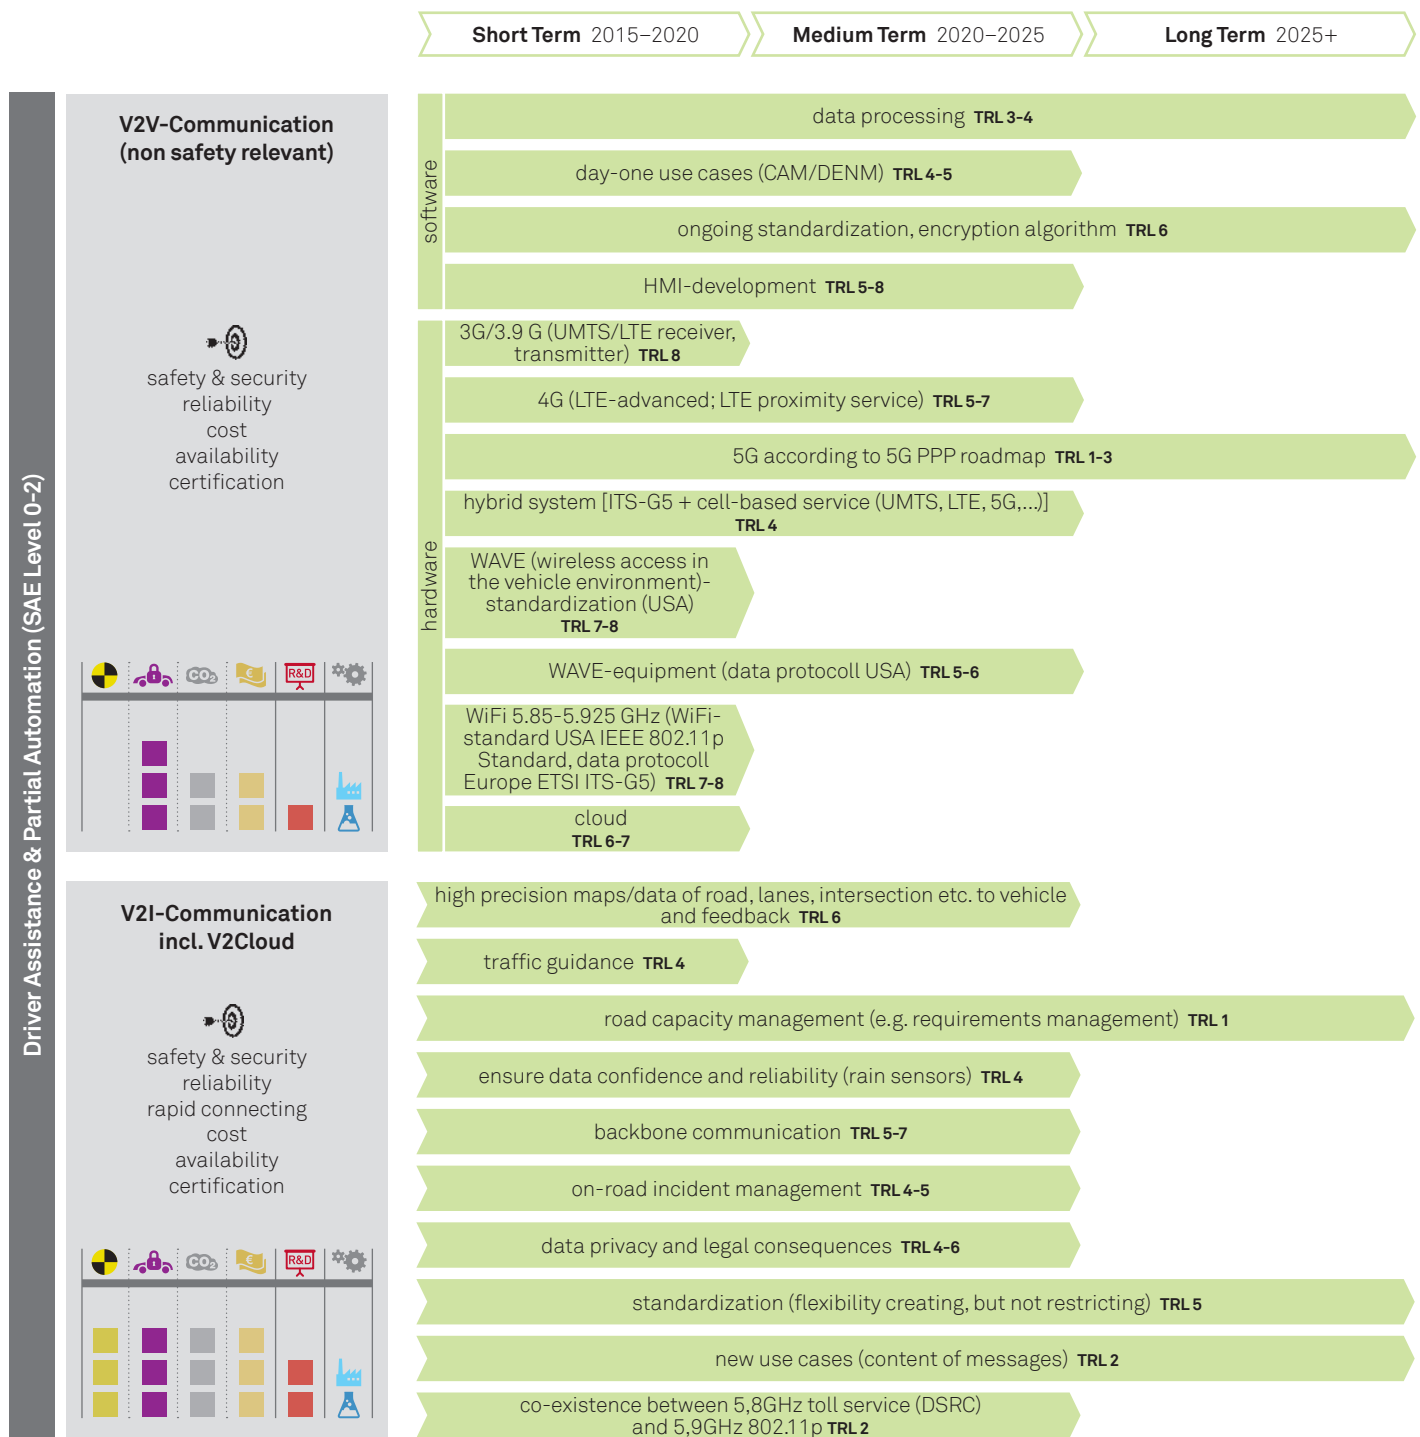 Short Term 2015–2020
Medium Term 2020–2025
Long Term 2025+
Driver Assistance & Partial Automation (SAE Level 0-2)
V2V-Communication
(non safety relevant)
safety & security
reliability
cost
availability
certification
CO2
€
R&D
software
data processing TRL 3-4
day-one use cases (CAM/DENM) TRL 4-5
ongoing standardization, encryption algorithm TRL 6
HMI-development TRL 5-8
hardware
3G/3.9 G (UMTS/LTE receiver,
transmitter) TRL 8
4G (LTE-advanced; LTE proximity service) TRL 5-7
5G according to 5G PPP roadmap TRL 1-3
hybrid system [ITS-G5 + cell-based service (UMTS, LTE, 5G,...)]
TRL 4
WAVE (wireless access in
the vehicle environment)-
standardization (USA)
TRL 7-8
WAVE-equipment (data protocoll USA) TRL 5-6
WiFi 5.85-5.925 GHz (WiFi-
standard USA IEEE 802.11p
Standard, data protocoll
Europe ETSI ITS-G5) TRL 7-8
cloud
TRL 6-7
V2I-Communication
incl. V2Cloud
safety & security
reliability
rapid connecting
cost
availability
certification
CO2
€
R&D
high precision maps/data of road, lanes, intersection etc. to vehicle
and feedback TRL 6
traffic guidance TRL 4
road capacity management (e.g. requirements management) TRL 1
ensure data confidence and reliability (rain sensors) TRL 4
backbone communication TRL 5-7
on-road incident management TRL 4-5
data privacy and legal consequences TRL 4-6
standardization (flexibility creating, but not restricting) TRL 5
new use cases (content of messages) TRL 2
co-existence between 5,8GHz toll service (DSRC)
and 5,9GHz 802.11p TRL 2